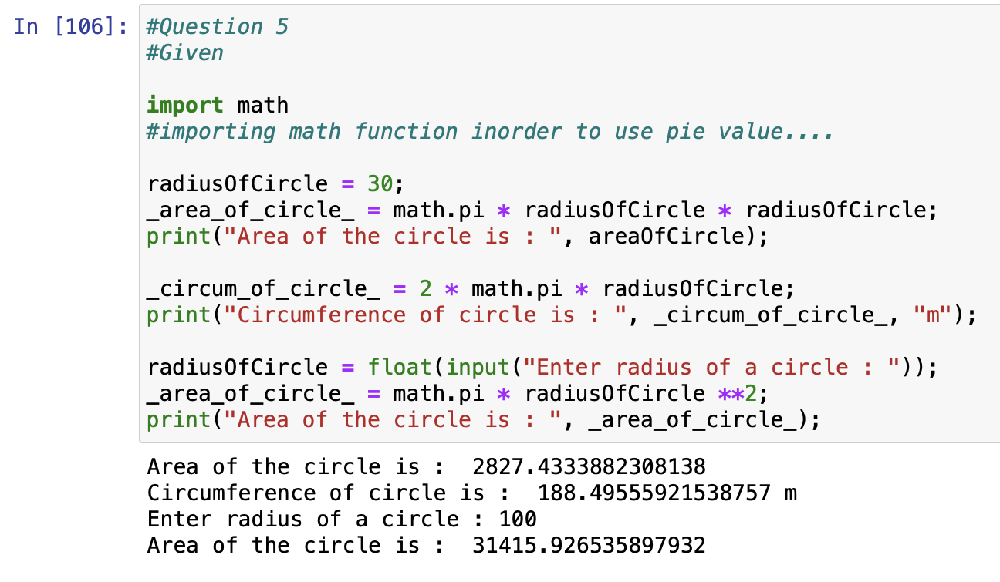 In [106]: #Question 5
#Given
import math
#importing math function inorder to use pie value....
radiusOfCircle = 30;
_area_of_circle_ = math.pi * radiusOfCircle * radiusOfCircle;
print("Area of the circle is : ", areaOfCircle);
_circum_of_circle_ = 2 * math.pi * radiusOfCircle;
print("Circumference of circle is : ", _circum_of_circle_, "m");
radiusOfCircle = float(input("Enter radius of a circle : "));
_area_of_circle_ = math.pi * radiusOfCircle **2;
print("Area of the circle is : ", _area_of_circle_);
Area of the circle is :  2827.4333882308138
Circumference of circle is :  188.49555921538757 m
Enter radius of a circle : 100
Area of the circle is :  31415.926535897932